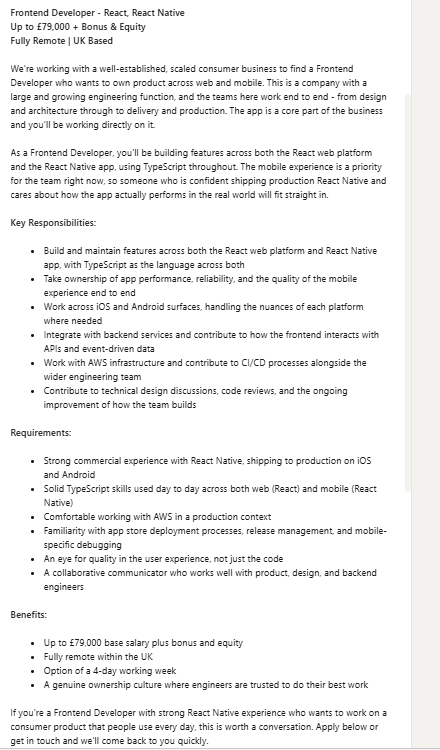 Frontend Developer - React, React Native
Up to £79,000 + Bonus & Equity
Fully Remote | UK Based
We're working with a well-established, scaled consumer business to find a Frontend
Developer who wants to own product across web and mobile. This is a company with a
large and growing engineering function, and the teams here work end to end - from design
and architecture through to delivery and production. The app is a core part of the business
and you'll be working directly on it.
As a Frontend Developer, you'll be building features across both the React web platform
and the React Native app, using TypeScript throughout. The mobile experience is a priority
for the team right now, so someone who is confident shipping production React Native and
cares about how the app actually performs in the real world will fit straight in.
Key Responsibilities:
• Build and maintain features across both the React web platform and React Native
app, with TypeScript as the language across both
• Take ownership of app performance, reliability, and the quality of the mobile
experience end to end
• Work across iOS and Android surfaces, handling the nuances of each platform
where needed
• Integrate with backend services and contribute to how the frontend interacts with
APIs and event-driven data
• Work with AWS infrastructure and contribute to CI/CD processes alongside the
wider engineering team
• Contribute to technical design discussions, code reviews, and the ongoing
improvement of how the team builds
Requirements:
• Strong commercial experience with React Native, shipping to production on iOS
and Android
• Solid TypeScript skills used day to day across both web (React) and mobile (React
Native)
• Comfortable working with AWS in a production context
• Familiarity with app store deployment processes, release management, and mobile-
specific debugging
• An eye for quality in the user experience, not just the code
• A collaborative communicator who works well with product, design, and backend
engineers
Benefits:
• Up to £79,000 base salary plus bonus and equity
• Fully remote within the UK
• Option of a 4-day working week
• A genuine ownership culture where engineers are trusted to do their best work
If you're a Frontend Developer with strong React Native experience who wants to work on a
consumer product that people use every day, this is worth a conversation. Apply below or
get in touch and we'll come back to you quickly.